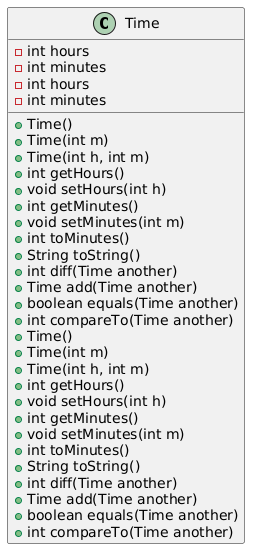 C Time
int hours
int minutes
int hours
int minutes
Time()
Time(int m)
Time(int h, int m)
int getHours()
void setHours(int h)
int getMinutes()
void setMinutes(int m)
int toMinutes()
String toString()
int diff(Time another)
Time add(Time another)
boolean equals(Time another)
int compareTo(Time another)
Time()
Time(int m)
Time(int h, int m)
int getHours()
void setHours(int h)
int getMinutes()
void setMinutes(int m)
int toMinutes()
String toString()
int diff(Time another)
Time add(Time another)
boolean equals(Time another)
int compareTo(Time another)